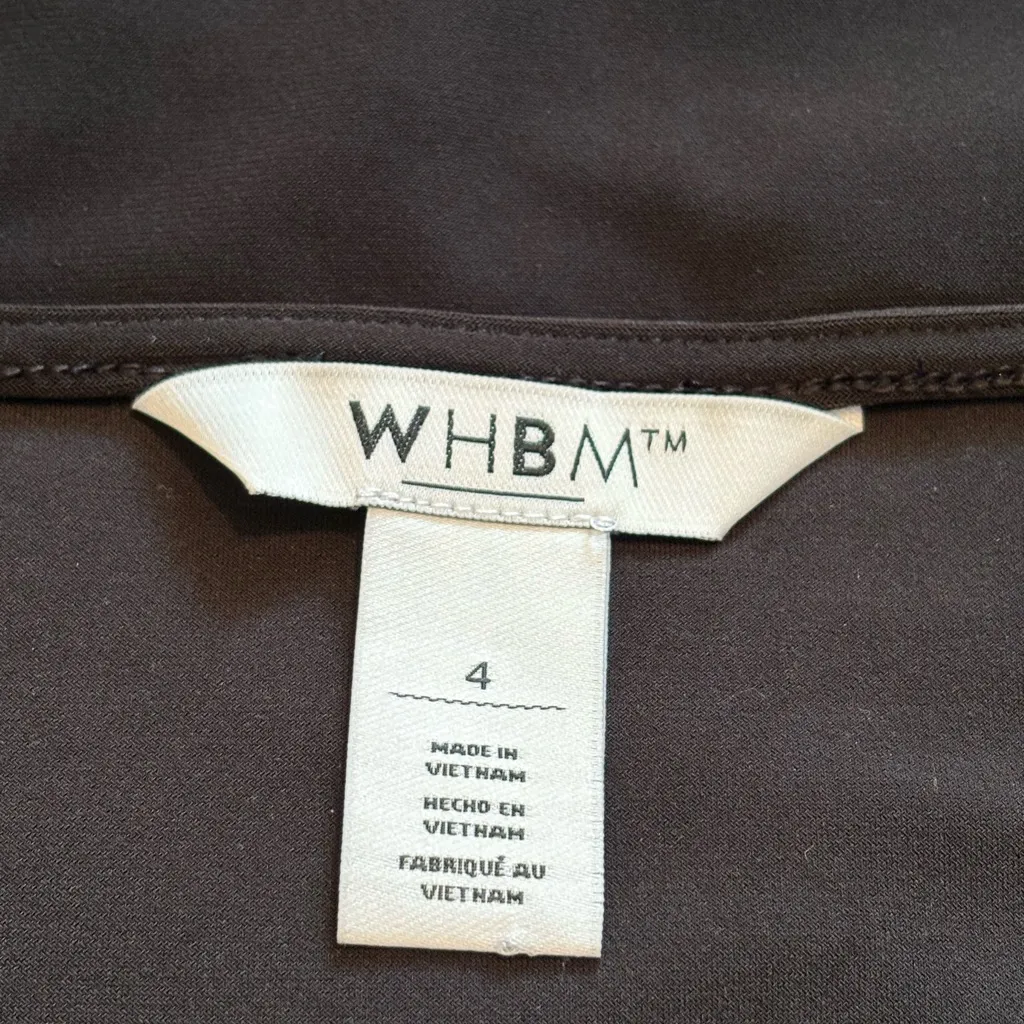 WHBM™
4
MADE IN
VIETNAM
HECHO EN
VIETNAM
FABRIQUÉ AU
VIETNAM